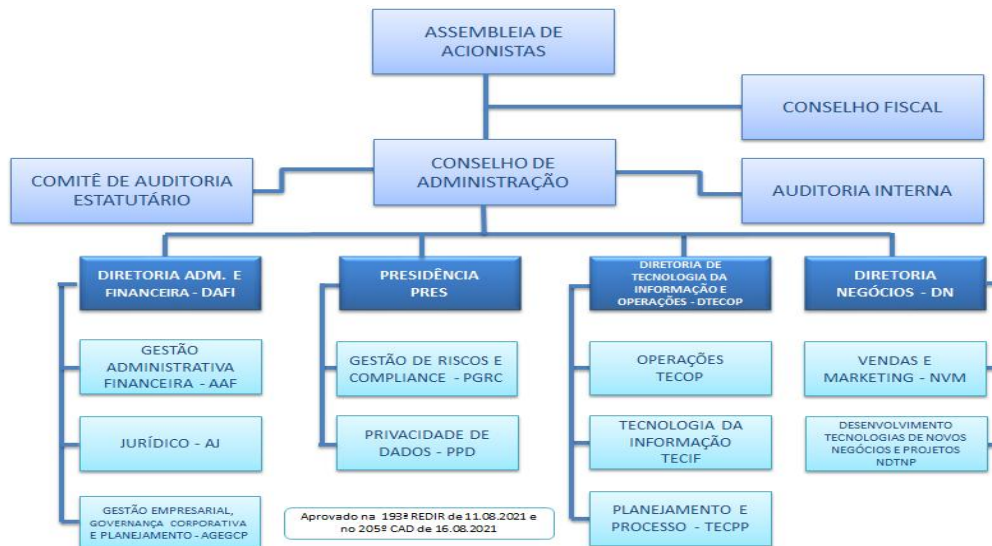 ASSEMBLEIA DE
ACIONISTAS
CONSELHO FISCAL
CONSELHO DE
ADMINISTRAÇÃO
COMITÊ DE AUDITORIA
ESTATUTÁRIO
AUDITORIA INTERNA
DIRETORIA ADM. E
FINANCEIRA - DAFI
GESTÃO
ADMINISTRATIVA
FINANCEIRA - AAF
JURÍDICO - AJ
GESTÃO EMPRESARIAL,
GOVERNANÇA CORPORATIVA
E PLANEJAMENTO - AGEGCP
PRESIDÊNCIA
PRES
GESTÃO DE RISCOS E
COMPLIANCE - PGRC
PRIVACIDADE DE
DADOS - PPD
DIRETORIA DE
TECNOLOGIA DA
INFORMAÇÃO E
OPERAÇÕES - DTECOP
OPERAÇÕES
TECOP
TECNOLOGIA DA
INFORMAÇÃO
TECIF
PLANEJAMENTO E
PROCESSO - TECPP
DIRETORIA
NEGÓCIOS - DN
VENDAS E
MARKETING - NVM
DESENVOLVIMENTO
TECNOLOGIAS DE NOVOS
NEGÓCIOS E PROJETOS
NDTNP
Aprovado na 193ª REDIR de 11.08.2021 e
no 205º CAD de 16.08.2021